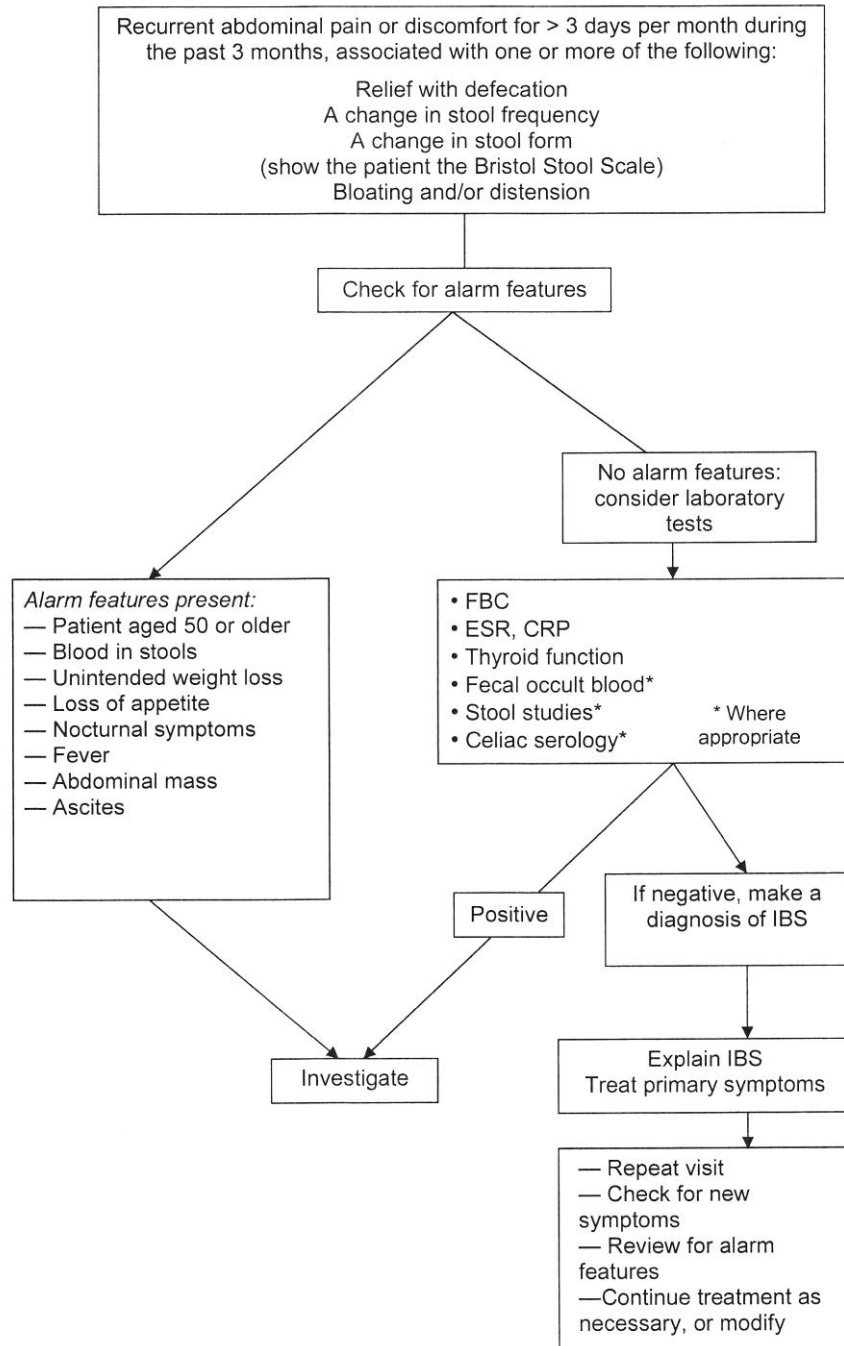 Recurrent abdominal pain or discomfort for > 3 days per month during
the past 3 months, associated with one or more of the following:
Relief with defecation
A change in stool frequency
A change in stool form
(show the patient the Bristol Stool Scale)
Bloating and/or distension
Check for alarm features
No alarm features:
consider laboratory
tests
Alarm features present:
— Patient aged 50 or older
— Blood in stools
— Unintended weight loss
— Loss of appetite
— Nocturnal symptoms
— Fever
— Abdominal mass
— Ascites
• FBC
• ESR, CRP
• Thyroid function
• Fecal occult blood*
• Stool studies*
• Celiac serology*
* Where
appropriate
Positive
If negative, make a
diagnosis of IBS
Investigate
Explain IBS
Treat primary symptoms
— Repeat visit
— Check for new
symptoms
— Review for alarm
features
—Continue treatment as
necessary, or modify